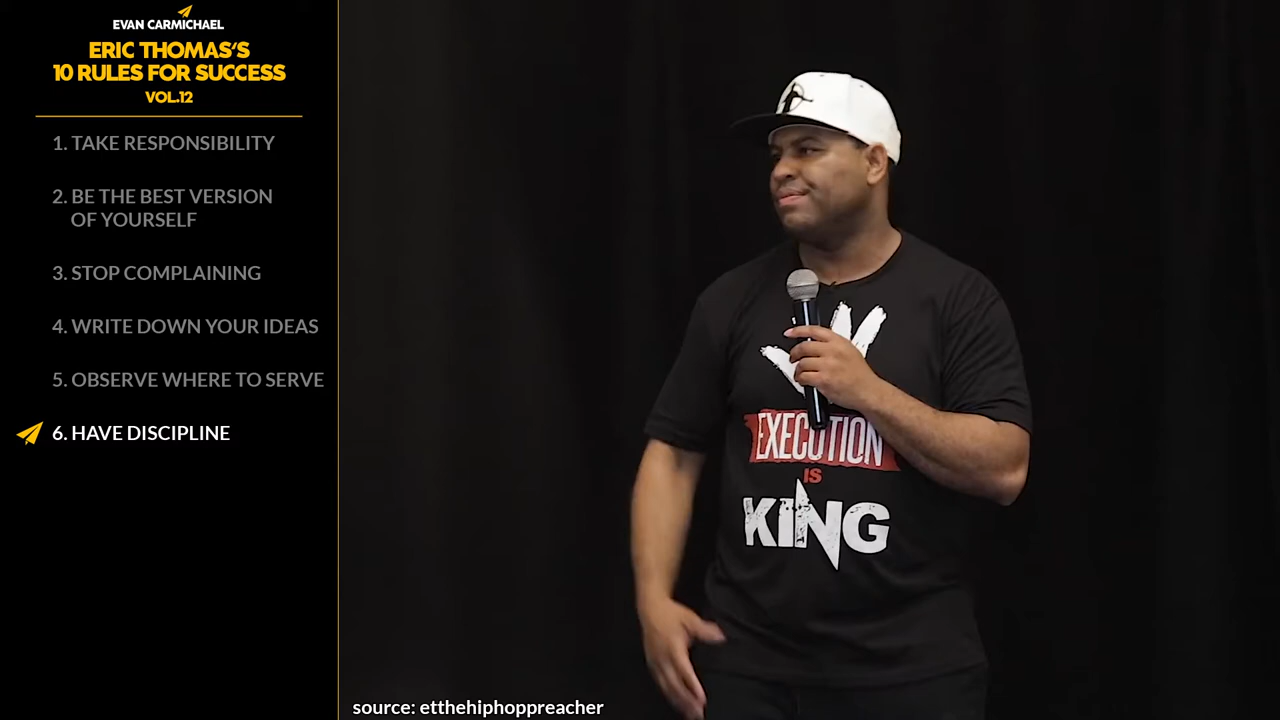 EVAN CARMICHAEL
ERIC THOMAS'S
10 RULES FOR SUCCESS
VOL.12
1. TAKE RESPONSIBILITY
2. BE THE BEST VERSION
OF YOURSELF
3. STOP COMPLAINING
4. WRITE DOWN YOUR IDEAS
5. OBSERVE WHERE TO SERVE
6. HAVE DISCIPLINE
EXECUTION
IS
KING
source: etthehiphoppreacher